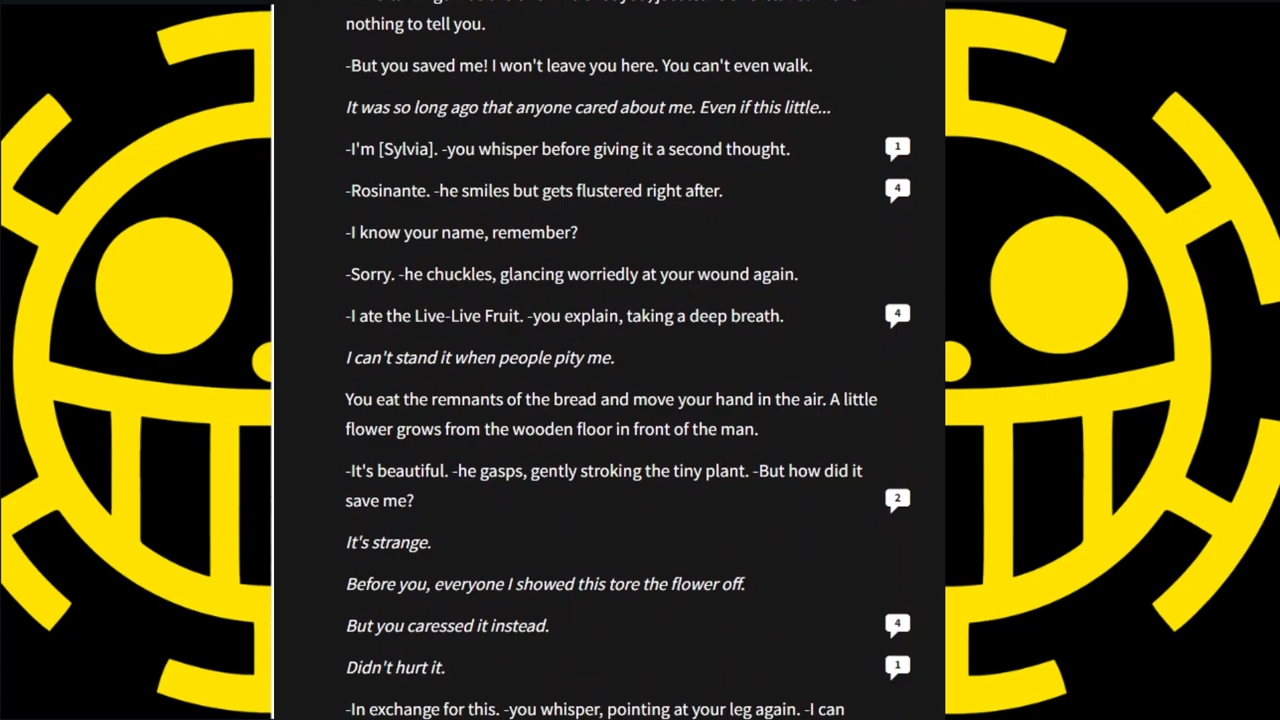 nothing to tell you.
-But you saved me! I won't leave you here. You can't even walk.
It was so long ago that anyone cared about me. Even if this little...
-I'm [Sylvia]. -you whisper before giving it a second thought.
1
-Rosinante. -he smiles but gets flustered right after.
4
-I know your name, remember?
-Sorry. -he chuckles, glancing worriedly at your wound again.
-I ate the Live-Live Fruit. -you explain, taking a deep breath.
4
I can't stand it when people pity me.
You eat the remnants of the bread and move your hand in the air. A little
flower grows from the wooden floor in front of the man.
-It's beautiful. -he gasps, gently stroking the tiny plant. -But how did it
save me?
2
It's strange.
Before you, everyone I showed this tore the flower off.
But you caressed it instead.
4
Didn't hurt it.
1
-In exchange for this. -you whisper, pointing at your leg again. -I can